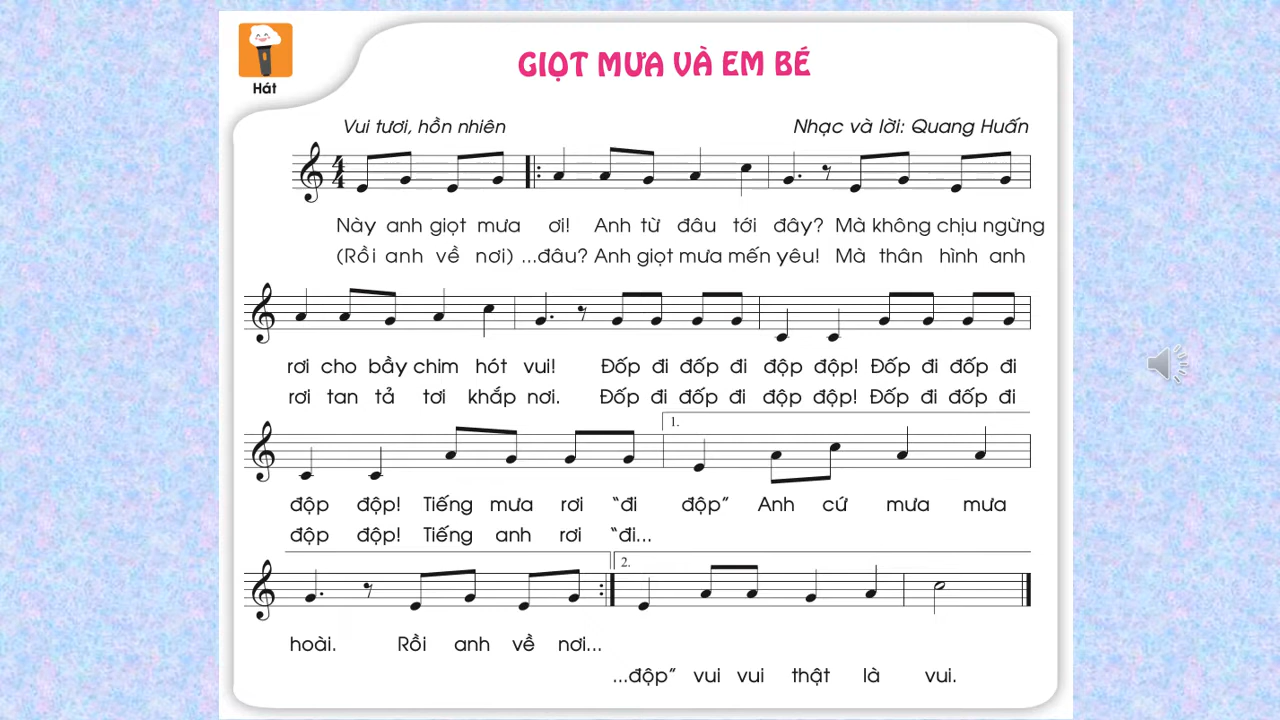 Hát
GIỌT MƯA VÀ EM BÉ
Vui tươi, hồn nhiên
Nhạc và lời: Quang Huấn
4
4
Này anh giọt mưa ơi! Anh từ đâu tới đây? Mà không chịu ngừng
(Rồi anh về nơi) ...đâu? Anh giọt mưa mến yêu! Mà thân hình anh
rơi cho bầy chim hót vui! Đốp đi đốp đi độp độp! Đốp đi đốp đi
rơi tan tả tơi khắp nơi. Đốp đi đốp đi độp độp! Đốp đi đốp đi
1.
độp độp! Tiếng mưa rơi “đi độp” Anh cứ mưa mưa
độp độp! Tiếng anh rơi “đi...
2.
hoài. Rồi anh về nơi...
...độp” vui vui thật là vui.